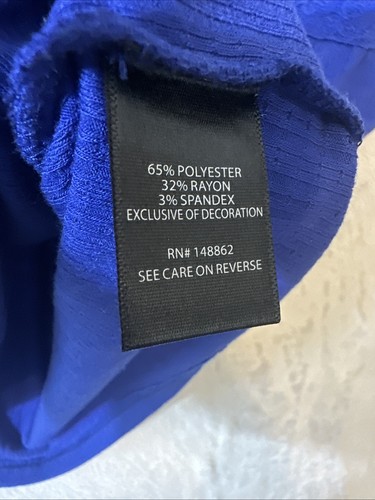 65% POLYESTER
32% RAYON
3% SPANDEX
EXCLUSIVE OF DECORATION
RN# 148862
SEE CARE ON REVERSE